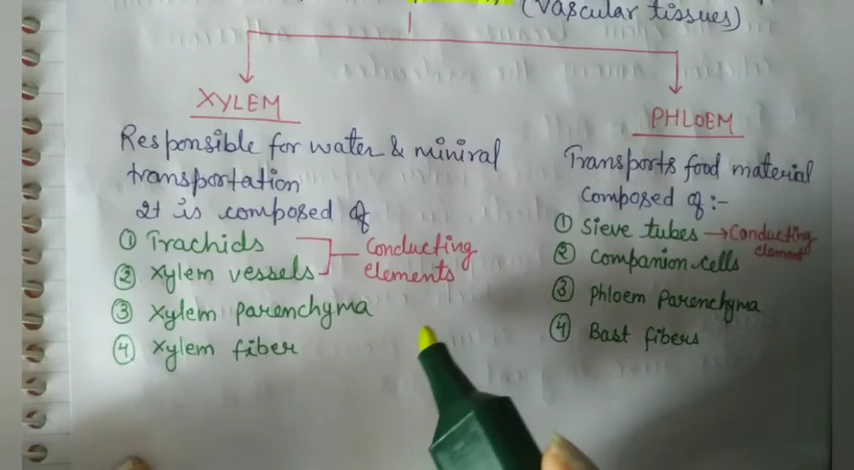 (Vascular tissues)
XYLEM
Responsible for water & miniral
transportation
It is composed of
① Trachids
② Xylem vessels
Conducting
elements
③ Xylem parenchyma
④ Xylem fiber
PHLOEM
Transports food material
Composed of :-
① Sieve tubes → Conducting
element
② Companion cells
③ Phloem Parenchyma
④ Bast fibers